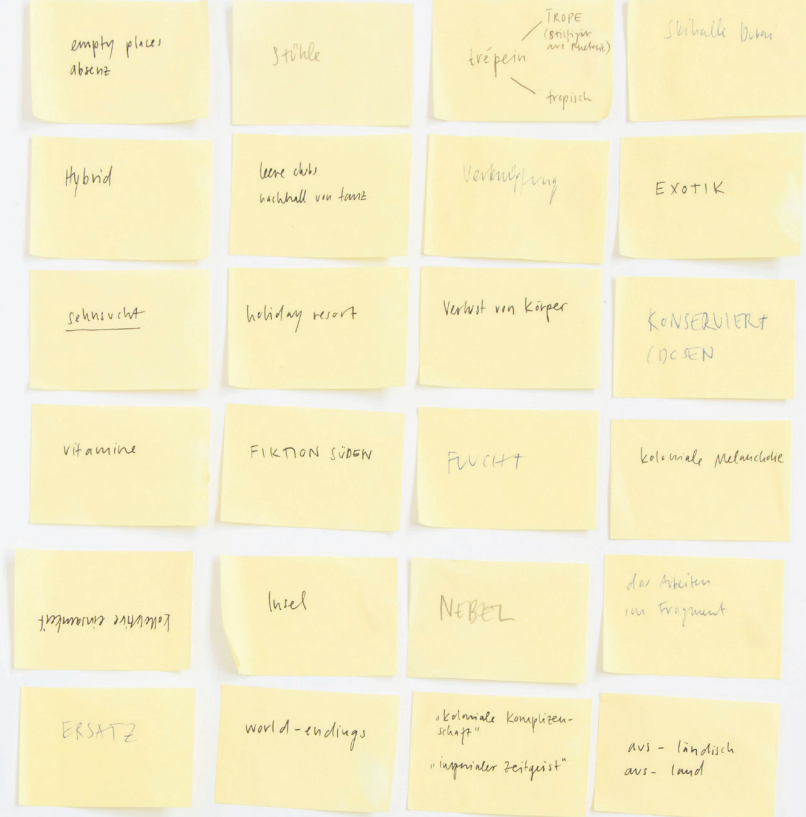 empty places
absenz
Stühle
TROPE
(Stilfigur
aus Rhetorik)
trépein
tropisch
Skihalle Dubai
Hybrid
leere clubs
nachhall von tanz
Verknüpfung
EXOTIK
sehnsucht
holiday resort
Verlust von Körper
KONSERVIERT
/DOSEN
vitamine
FIKTION SÜDEN
FLUCHT
koloniale Melancholie
kollektive einsamkeit
Insel
NEBEL
das Arbeiten
im Fragment
ERSATZ
world-endings
„koloniale Komplizen-
schaft"
„imperialer Zeitgeist"
aus - ländisch
aus - land